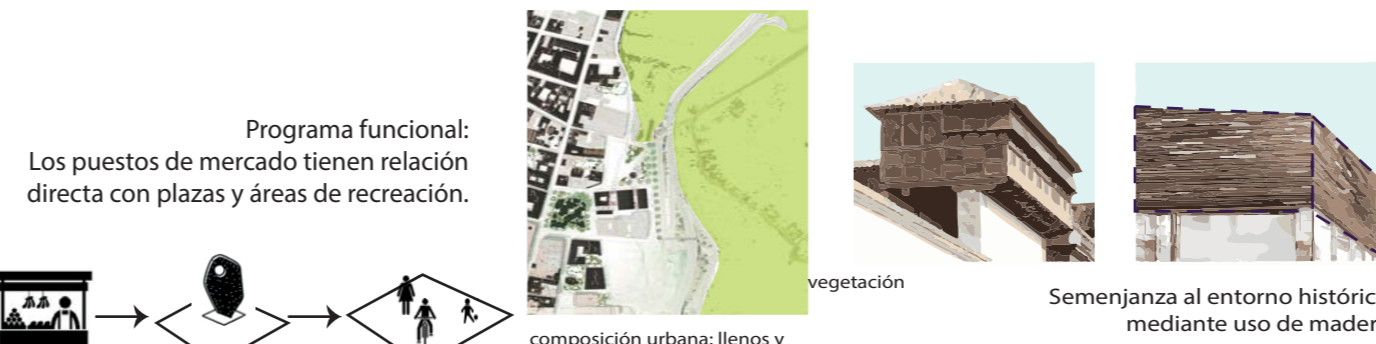 Programa funcional:
Los puestos de mercado tienen relación
directa con plazas y áreas de recreación.
composición urbana: llenos y
vegetación
Semenjanza al entorno históric
mediante uso de mader